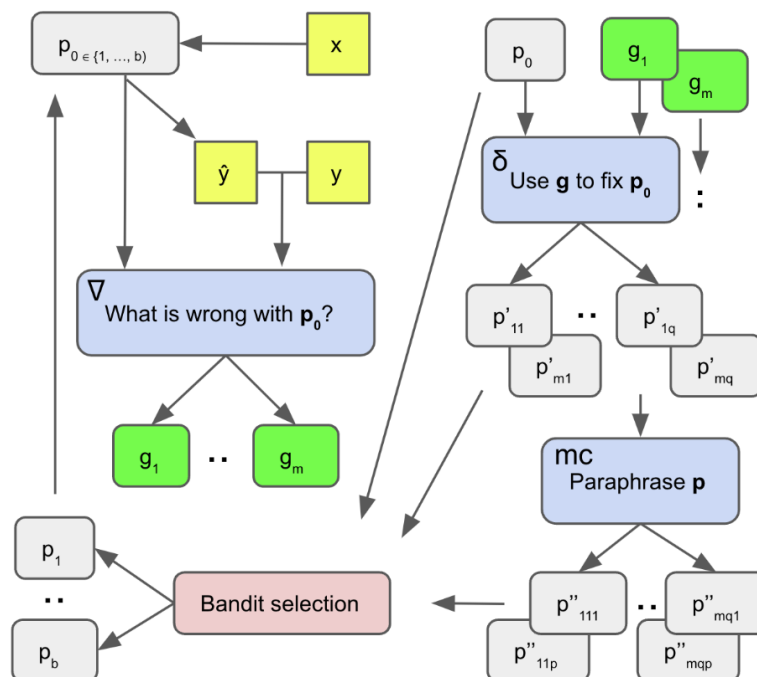 p0 ∈ {1, …, b)
x
ŷ
y
∇
What is wrong with p0?
g1
..
gm
p1
..
pb
Bandit selection
p0
g1
gm
δ
Use g to fix p0
:
p'11
..
p'1q
p'm1
p'mq
mc
Paraphrase p
p''111
..
p''mq1
p''11p
p''mqp